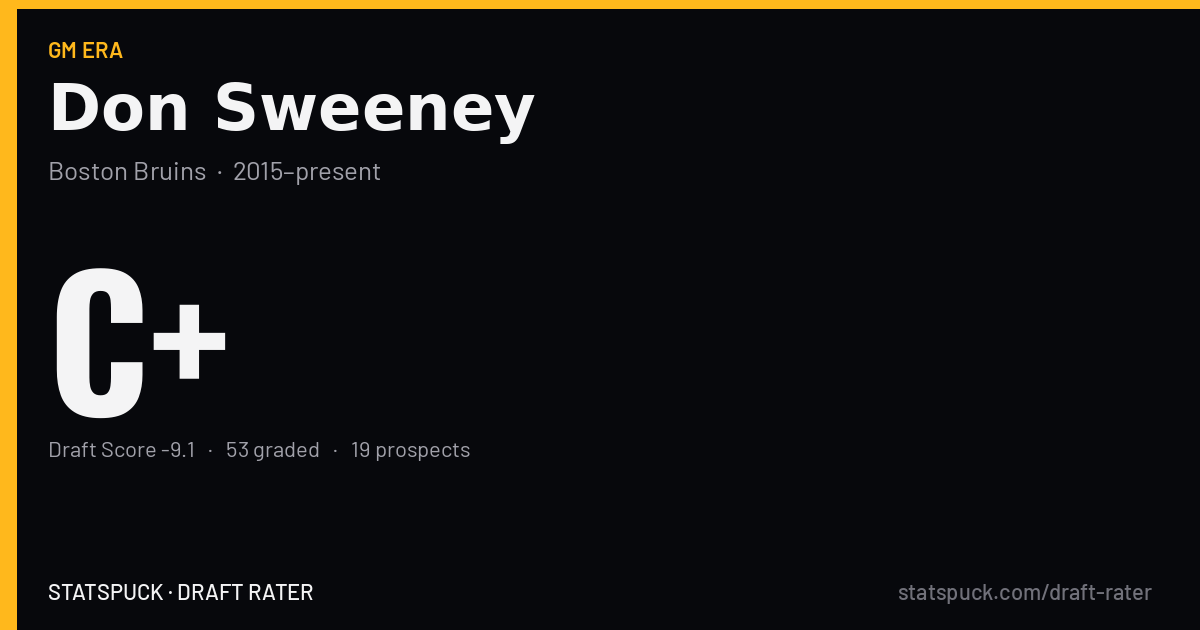 GM ERA
Don Sweeney
Boston Bruins · 2015–present
C+
Draft Score -9.1 · 53 graded · 19 prospects
STATSPUCK · DRAFT RATER
statspuck.com/draft-rater